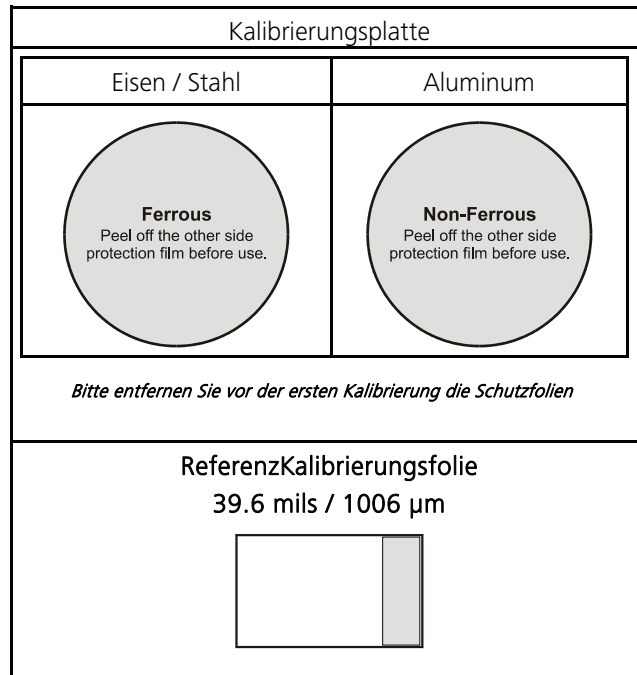 Kalibrierungsplatte
Eisen / Stahl
Aluminum
Ferrous
Peel off the other side
protection film before use.
Non-Ferrous
Peel off the other side
protection film before use.
Bitte entfernen Sie vor der ersten Kalibrierung die Schutzfolien
ReferenzKalibrierungsfolie
39.6 mils / 1006 µm